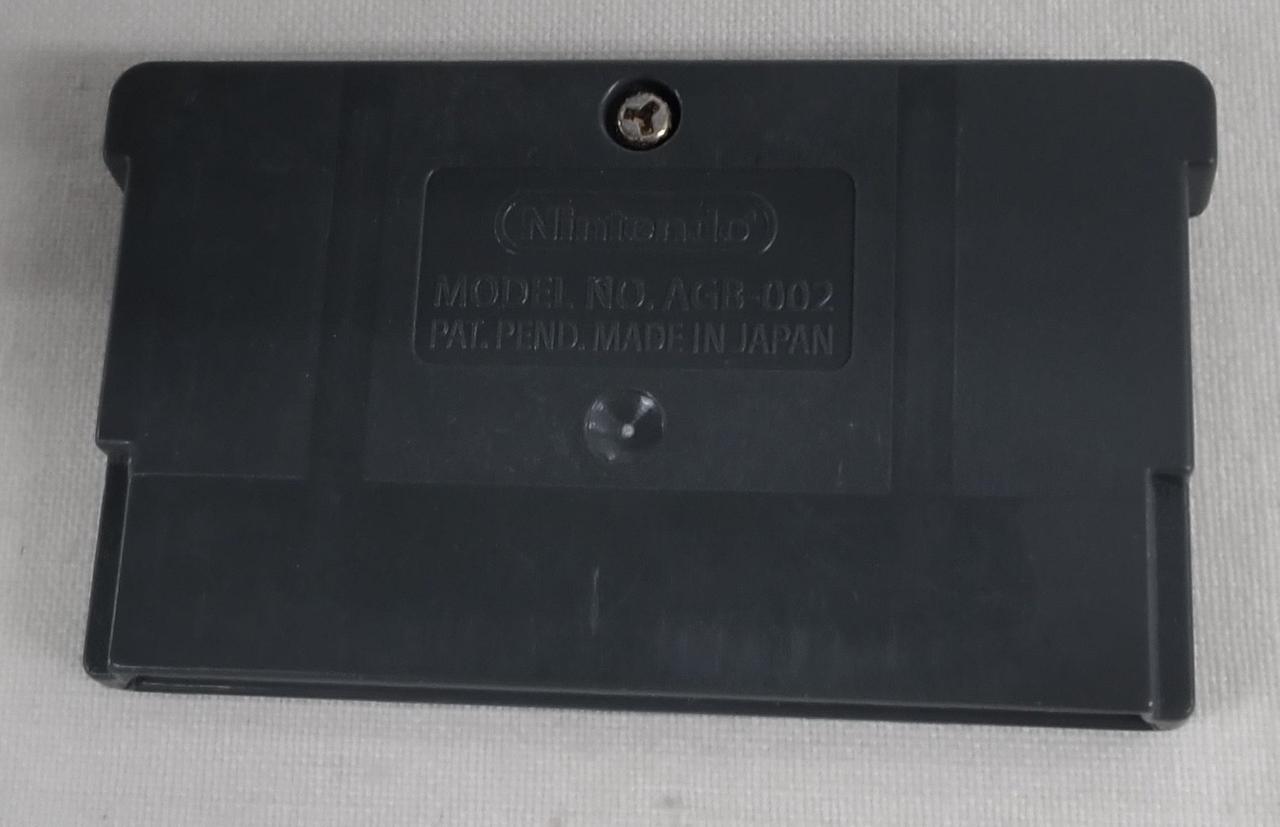 Nintendo
MODEL NO. AGB-002
PAT. PEND. MADE IN JAPAN